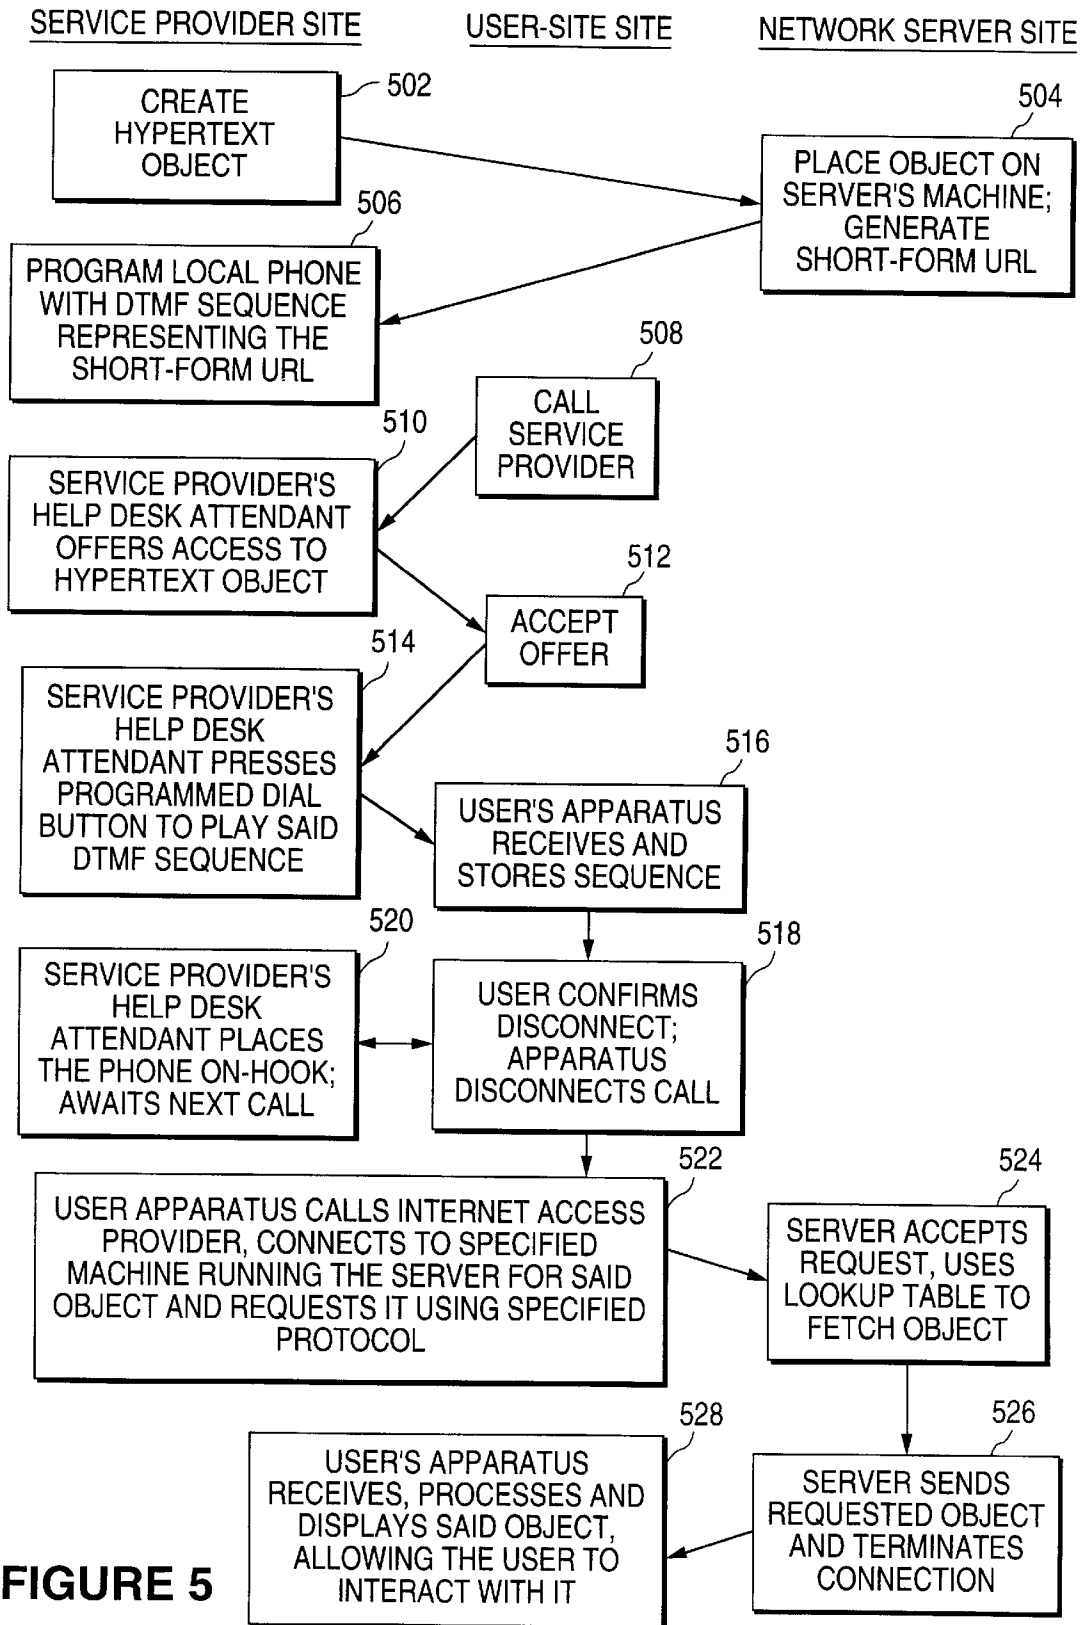 SERVICE PROVIDER SITE
USER-SITE SITE
NETWORK SERVER SITE
502
CREATE
HYPERTEXT
OBJECT
504
PLACE OBJECT ON
SERVER'S MACHINE;
GENERATE
SHORT-FORM URL
506
PROGRAM LOCAL PHONE
WITH DTMF SEQUENCE
REPRESENTING THE
SHORT-FORM URL
508
CALL
SERVICE
PROVIDER
510
SERVICE PROVIDER'S
HELP DESK ATTENDANT
OFFERS ACCESS TO
HYPERTEXT OBJECT
512
ACCEPT
OFFER
514
SERVICE PROVIDER'S
HELP DESK
ATTENDANT PRESSES
PROGRAMMED DIAL
BUTTON TO PLAY SAID
DTMF SEQUENCE
516
USER'S APPARATUS
RECEIVES AND
STORES SEQUENCE
518
USER CONFIRMS
DISCONNECT;
APPARATUS
DISCONNECTS CALL
520
SERVICE PROVIDER'S
HELP DESK
ATTENDANT PLACES
THE PHONE ON-HOOK;
AWAITS NEXT CALL
522
USER APPARATUS CALLS INTERNET ACCESS
PROVIDER, CONNECTS TO SPECIFIED
MACHINE RUNNING THE SERVER FOR SAID
OBJECT AND REQUESTS IT USING SPECIFIED
PROTOCOL
524
SERVER ACCEPTS
REQUEST, USES
LOOKUP TABLE TO
FETCH OBJECT
526
SERVER SENDS
REQUESTED OBJECT
AND TERMINATES
CONNECTION
528
USER'S APPARATUS
RECEIVES, PROCESSES AND
DISPLAYS SAID OBJECT,
ALLOWING THE USER TO
INTERACT WITH IT
FIGURE 5